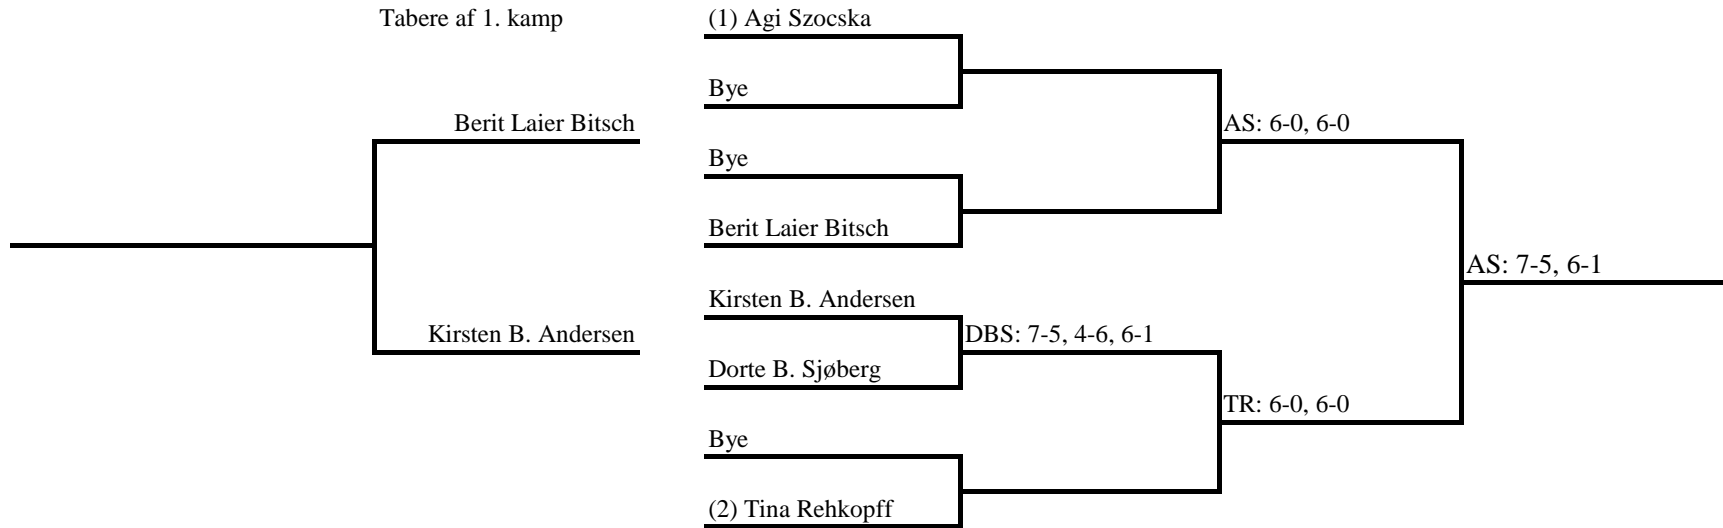 Tabere af 1. kamp
(1) Agi Szocska
Bye
Berit Laier Bitsch
AS: 6-0, 6-0
Bye
Berit Laier Bitsch
AS: 7-5, 6-1
Kirsten B. Andersen
Kirsten B. Andersen
DBS: 7-5, 4-6, 6-1
Dorte B. Sjøberg
TR: 6-0, 6-0
Bye
(2) Tina Rehkopff